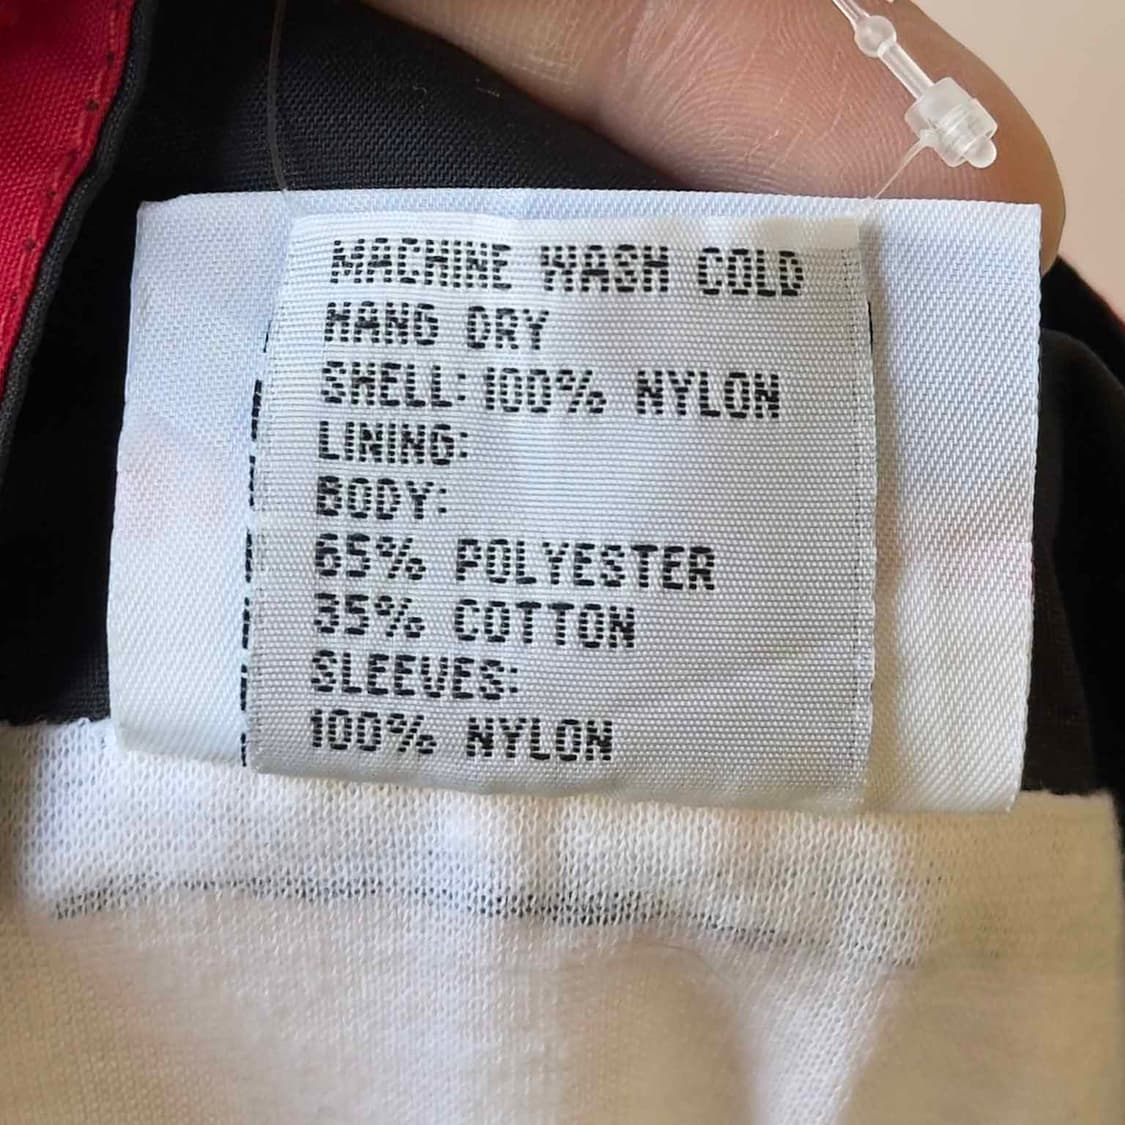 MACHINE WASH COLD
HANG DRY
SHELL: 100% NYLON
LINING:
BODY:
65% POLYESTER
35% COTTON
SLEEVES:
100% NYLON